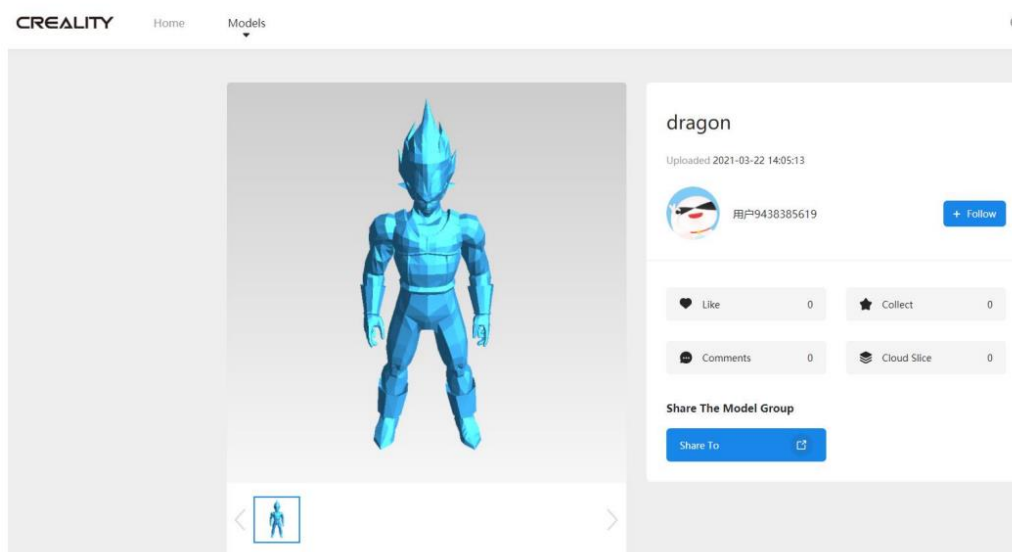 CREALITY Home Models
dragon
Uploaded 2021-03-22 14:05:13
用户9438385619
+ Follow
Like 0 Collect 0
Comments 0 Cloud Slice 0
Share The Model Group
Share To